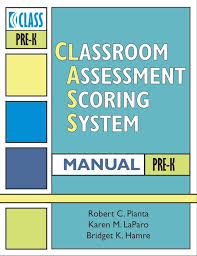 CLASS
PRE-K
CLASSROOM
ASSESSMENT
SCORING
SYSTEM
MANUAL PRE-K
Robert C. Pianta
Karen M. LaParo
Bridget K. Hamre